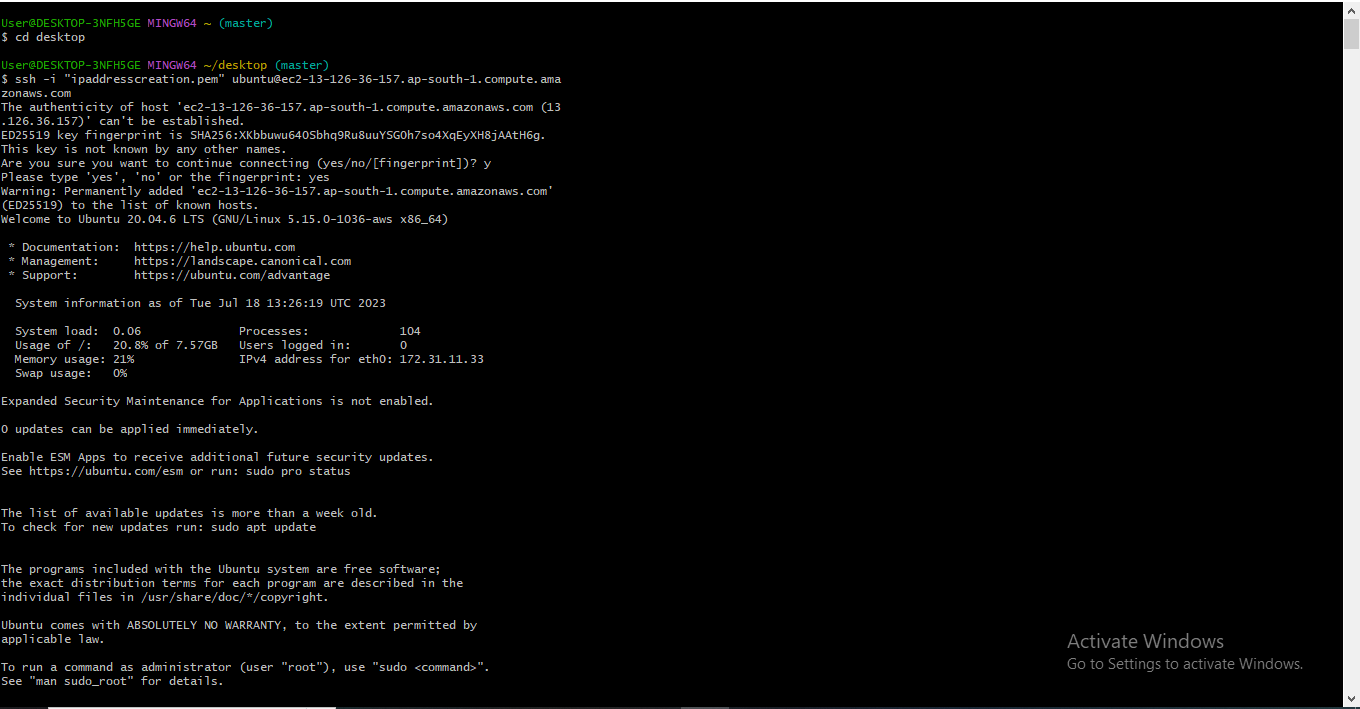 User@DESKTOP-3NFH5GE MINGW64 ~ (master)
$ cd desktop
User@DESKTOP-3NFH5GE MINGW64 ~/desktop (master)
$ ssh -i "ipaddresscreation.pem" ubuntu@ec2-13-126-36-157.ap-south-1.compute.ama
zonaws.com
The authenticity of host 'ec2-13-126-36-157.ap-south-1.compute.amazonaws.com (13
.126.36.157)' can't be established.
ED25519 key fingerprint is SHA256:XKbbuwu64OSbhq9Ru8uuYSGOh7so4XqEyXH8jAAtH6g.
This key is not known by any other names.
Are you sure you want to continue connecting (yes/no/[fingerprint])? y
Please type 'yes', 'no' or the fingerprint: yes
Warning: Permanently added 'ec2-13-126-36-157.ap-south-1.compute.amazonaws.com'
(ED25519) to the list of known hosts.
Welcome to Ubuntu 20.04.6 LTS (GNU/Linux 5.15.0-1036-aws x86_64)
* Documentation:  https://help.ubuntu.com
* Management:     https://landscape.canonical.com
* Support:        https://ubuntu.com/advantage
System information as of Tue Jul 18 13:26:19 UTC 2023
System load:  0.06              Processes:             104
Usage of /:   20.8% of 7.57GB   Users logged in:       0
Memory usage: 21%               IPv4 address for eth0: 172.31.11.33
Swap usage:   0%
Expanded Security Maintenance for Applications is not enabled.
0 updates can be applied immediately.
Enable ESM Apps to receive additional future security updates.
See https://ubuntu.com/esm or run: sudo pro status
The list of available updates is more than a week old.
To check for new updates run: sudo apt update
The programs included with the Ubuntu system are free software;
the exact distribution terms for each program are described in the
individual files in /usr/share/doc/*/copyright.
Ubuntu comes with ABSOLUTELY NO WARRANTY, to the extent permitted by
applicable law.
To run a command as administrator (user "root"), use "sudo <command>".
See "man sudo_root" for details.
Activate Windows
Go to Settings to activate Windows.